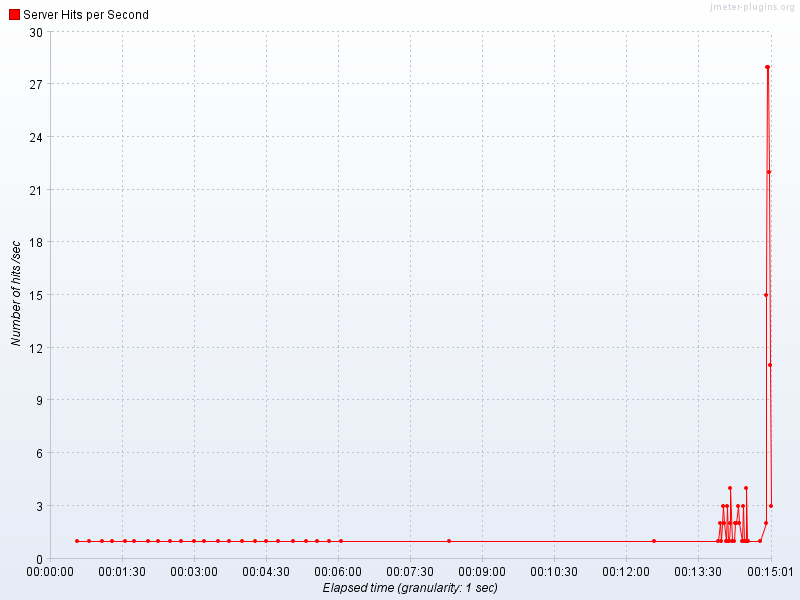 jmeter-plugins.org
Server Hits per Second
30
27
24
21
18
15
12
9
6
3
0
Number of hits/sec
00:00:00 00:01:30 00:03:00 00:04:30 00:06:00 00:07:30 00:09:00 00:10:30 00:12:00 00:13:30 00:15:01
Elapsed time (granularity: 1 sec)